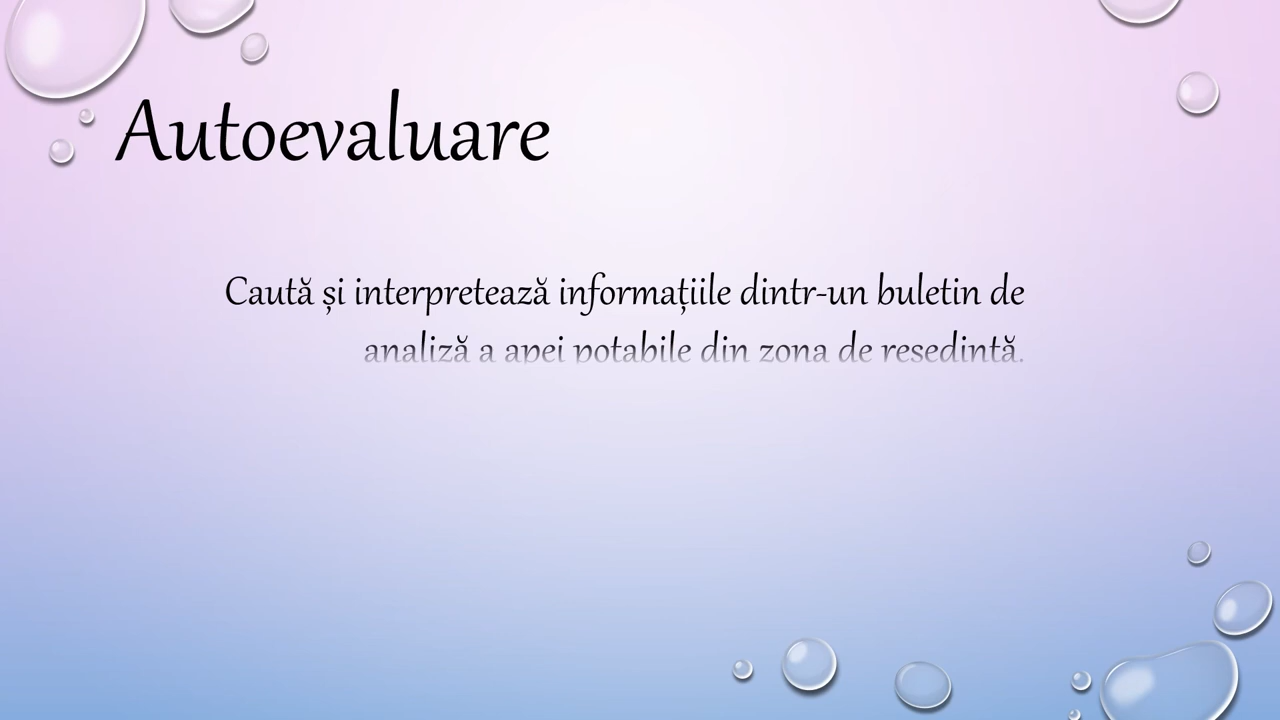 Autoevaluare
Caută și interpretează informațiile dintr-un buletin de
analiză a apei potabile din zona de reședință.